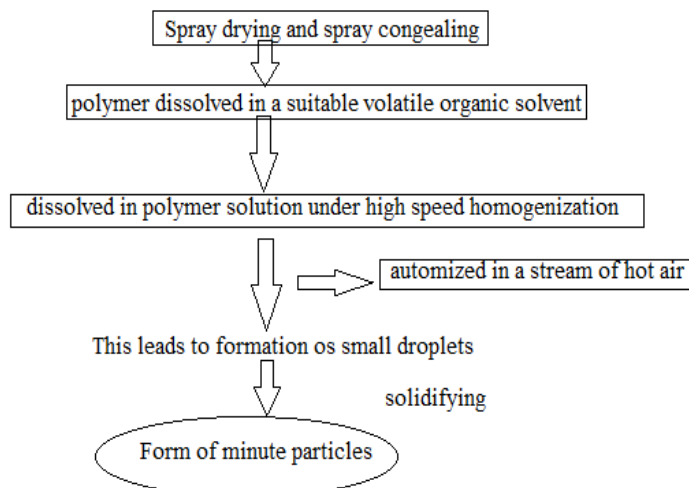 Spray drying and spray congealing
polymer dissolved in a suitable volatile organic solvent
dissolved in polymer solution under high speed homogenization
automized in a stream of hot air
This leads to formation os small droplets
solidifying
Form of minute particles